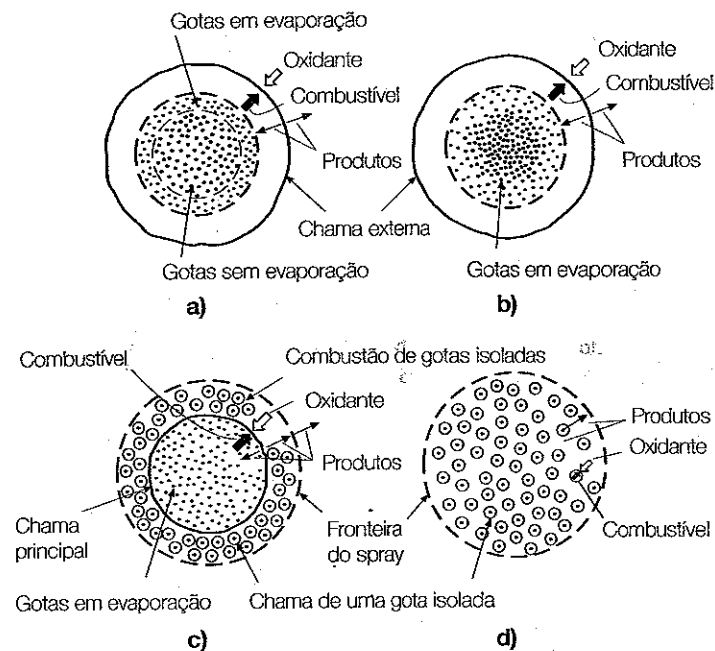 Gotas em evaporação
Oxidante
Combustível
Produtos
Chama externa
Gotas sem evaporação
a)
Oxidante
Combustível
Produtos
Gotas em evaporação
b)
Combustível
Combustão de gotas isoladas
Oxidante
Produtos
Chama
principal
Fronteira
do spray
Gotas em evaporação
Chama de uma gota isolada
c)
Produtos
Oxidante
Combustível
d)